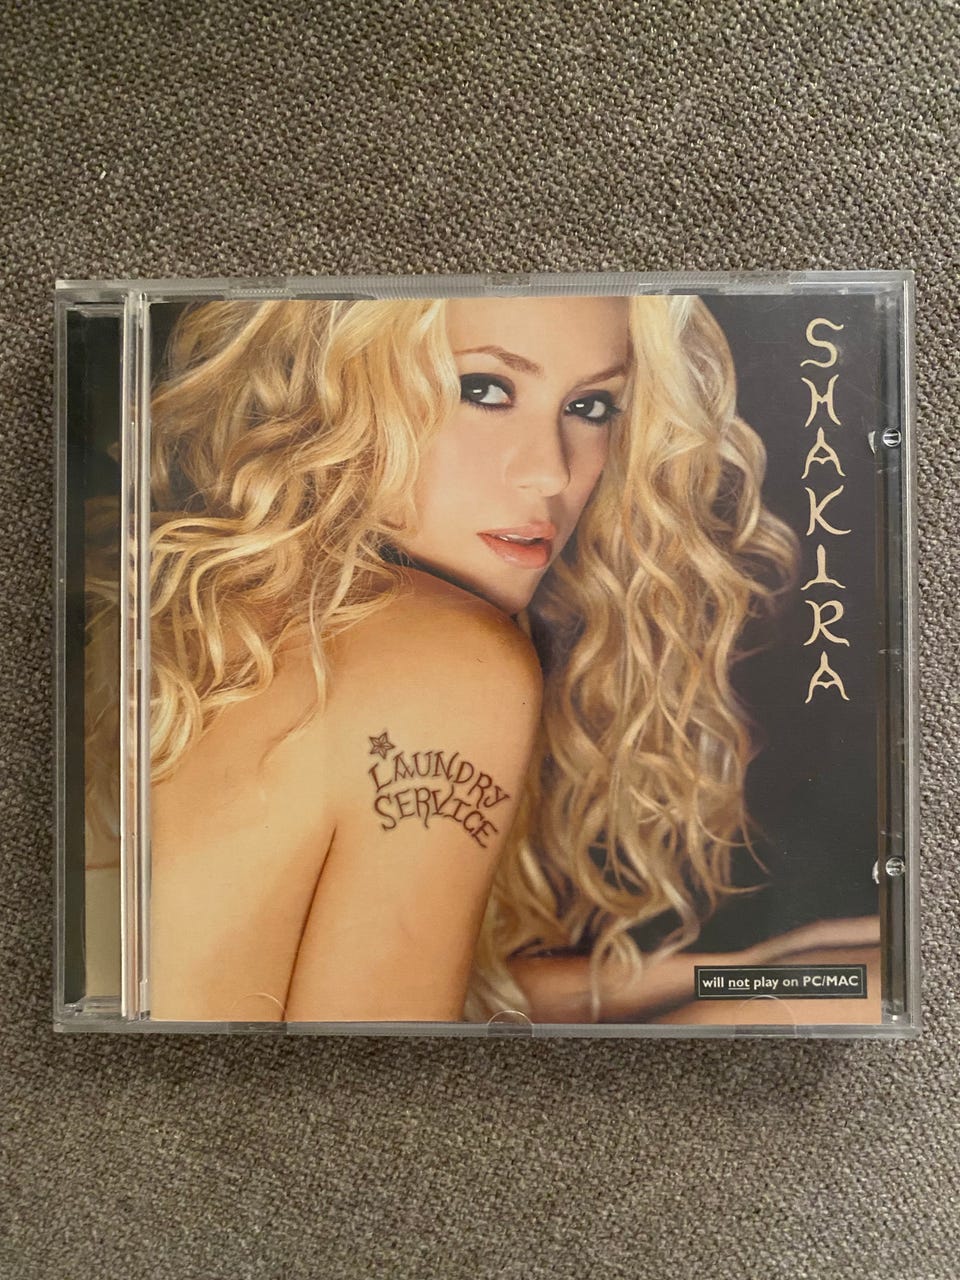 SHAKIRA
LAUNDRY
SERVICE
will not play on PC/MAC